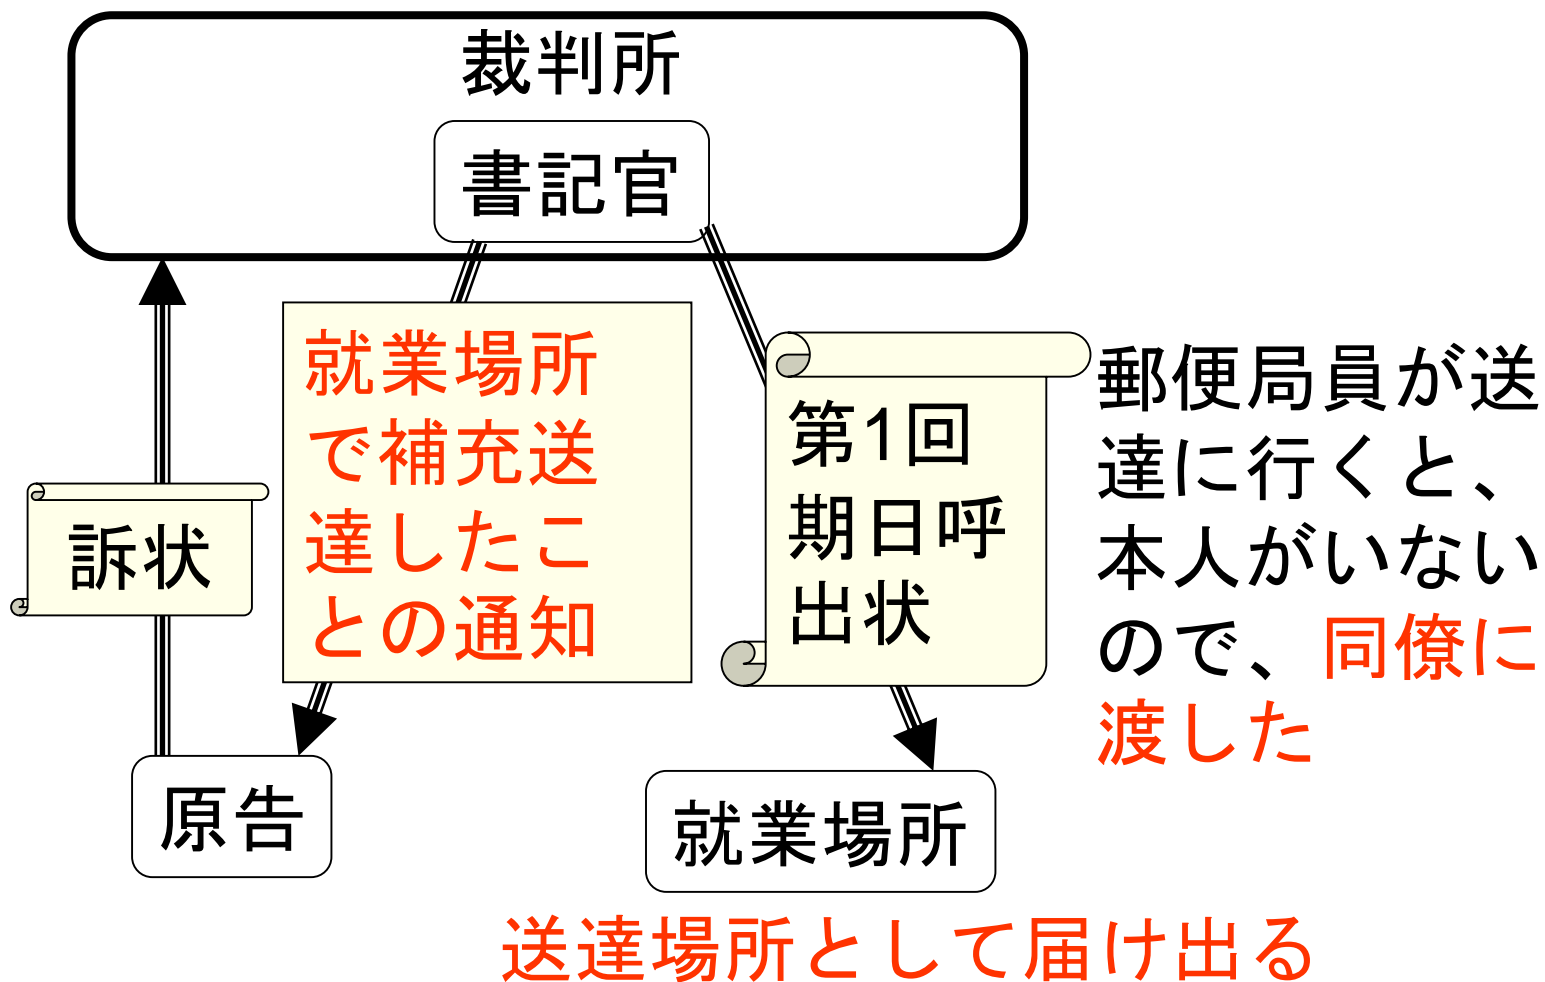 裁判所
書記官
就業場所
で補充送
達したこ
との通知
訴状
第1回
期日呼
出状
郵便局員が送
達に行くと、
本人がいない
ので、同僚に
渡した
原告
就業場所
送達場所として届け出る